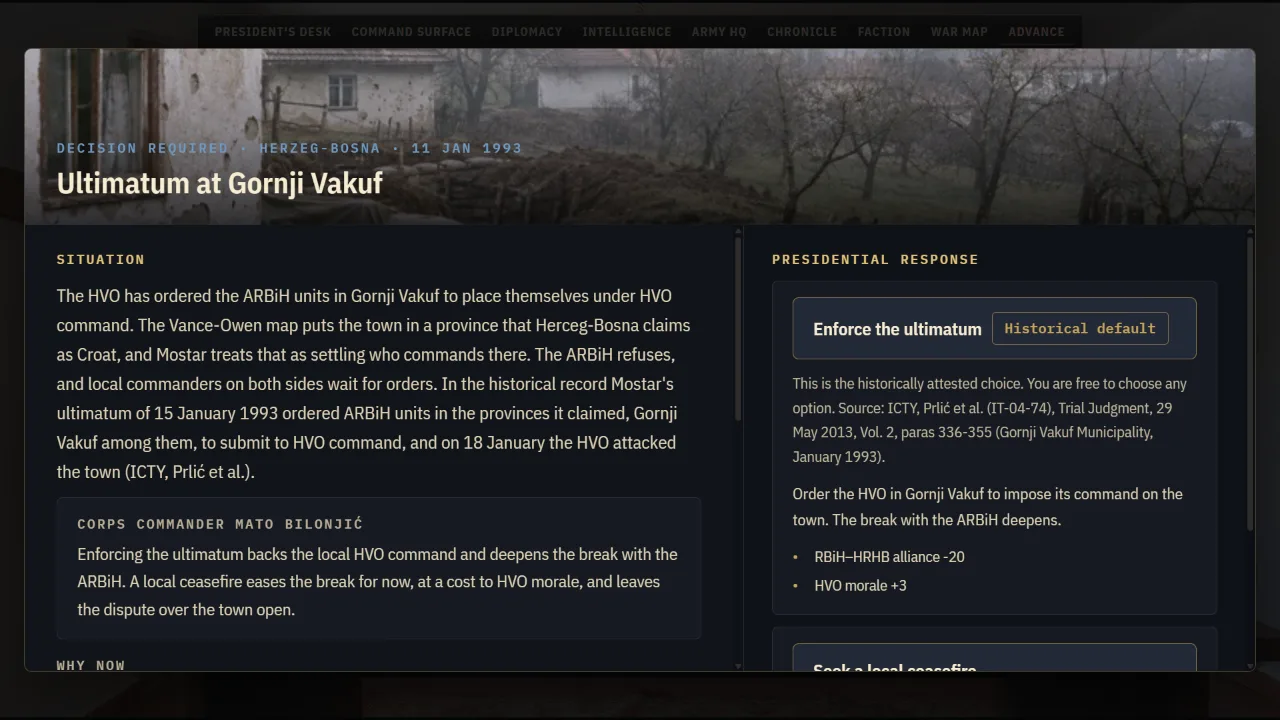 PRESIDENT'S DESK COMMAND SURFACE DIPLOMACY INTELLIGENCE ARMY HQ CHRONICLE FACTION WAR MAP ADVANCE
DECISION REQUIRED · HERZEG-BOSNA · 11 JAN 1993
Ultimatum at Gornji Vakuf
SITUATION
The HVO has ordered the ARBiH units in Gornji Vakuf to place themselves under HVO
command. The Vance-Owen map puts the town in a province that Herceg-Bosna claims
as Croat, and Mostar treats that as settling who commands there. The ARBiH refuses,
and local commanders on both sides wait for orders. In the historical record Mostar's
ultimatum of 15 January 1993 ordered ARBiH units in the provinces it claimed, Gornji
Vakuf among them, to submit to HVO command, and on 18 January the HVO attacked
the town (ICTY, Prlić et al.).
CORPS COMMANDER MATO BILONJIĆ
Enforcing the ultimatum backs the local HVO command and deepens the break with the
ARBiH. A local ceasefire eases the break for now, at a cost to HVO morale, and leaves
the dispute over the town open.
WHY NOW
PRESIDENTIAL RESPONSE
Enforce the ultimatum Historical default
This is the historically attested choice. You are free to choose any
option. Source: ICTY, Prlić et al. (IT-04-74), Trial Judgment, 29
May 2013, Vol. 2, paras 336-355 (Gornji Vakuf Municipality,
January 1993).
Order the HVO in Gornji Vakuf to impose its command on the
town. The break with the ARBiH deepens.
▪ RBiH–HRHB alliance -20
▪ HVO morale +3
Seek a local ceasefire